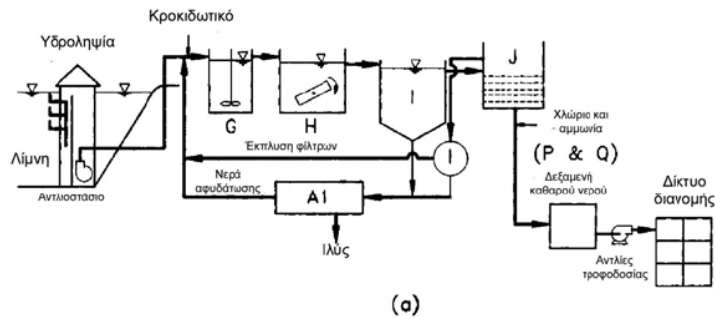 Κροκιδωτικό
Υδροληψία
Λίμνη
Αντλιοστάσιο
G
H
I
J
Έκπλυση φίλτρων
I
Νερά
αφυδάτωσης
A1
Ιλύς
Χλώριο και
αμμωνία
(P & Q)
Δεξαμενή
καθαρού νερού
Αντλίες
τροφοδοσίας
Δίκτυο
διανομής
(a)